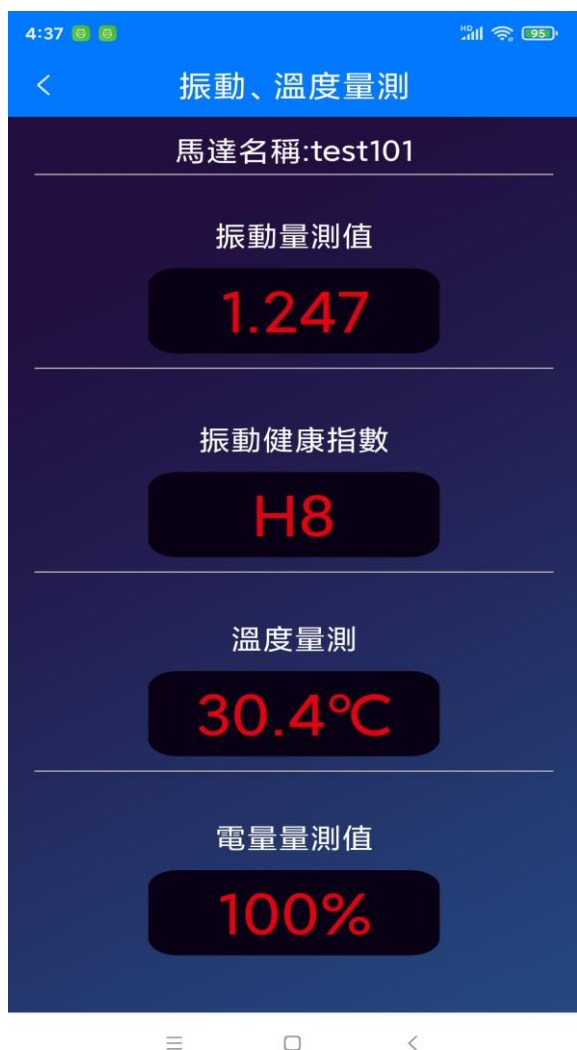 4:37
HD
95
振動、溫度量測
馬達名稱:test101
振動量測值
1.247
振動健康指數
H8
溫度量測
30.4°C
電量量測值
100%